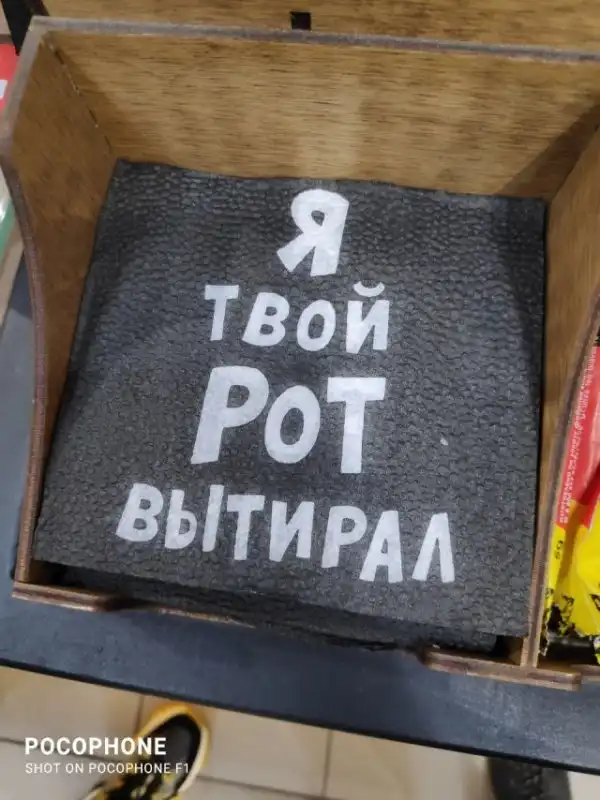 Я
ТВОЙ
РОТ
ВЫТИРАЛ
POCOPHONE
SHOT ON POCOPHONE F1